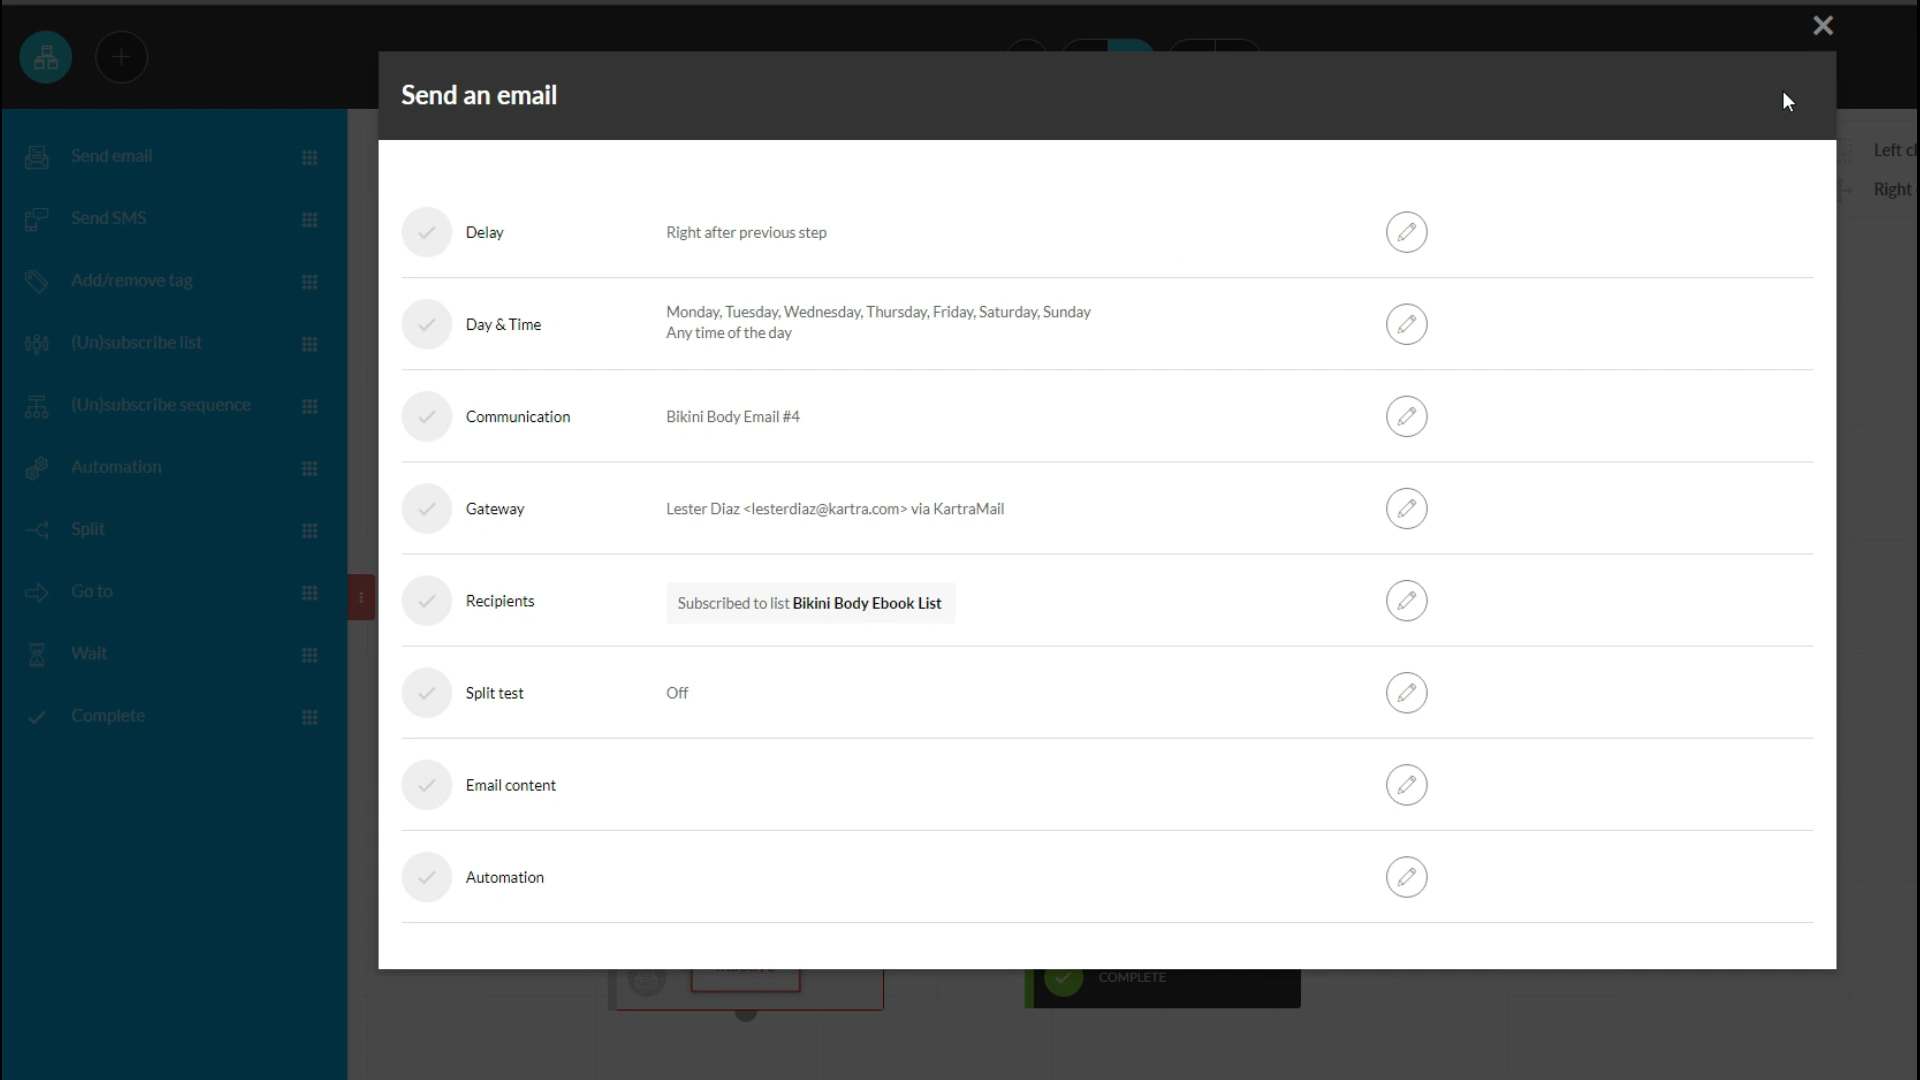 Send an email
Send email
Send SMS
Add/remove tag
(Un)subscribe list
(Un)subscribe sequence
Automation
Split
Go to
Wait
Complete
Left
Right
Delay
Right after previous step
Day & Time
Monday, Tuesday, Wednesday, Thursday, Friday, Saturday, Sunday
Any time of the day
Communication
Bikini Body Email #4
Gateway
Lester Diaz <lesterdiaz@kartra.com> via KartraMail
Recipients
Subscribed to list Bikini Body Ebook List
Split test
Off
Email content
Automation
COMPLETE